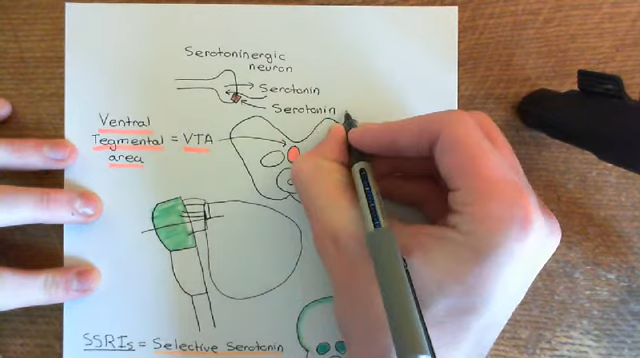 Serotoninergic
neuron
Serotonin
Serotonin
Ventral
Tegmental = VTA
area
SSRIs = Selective Serotonin